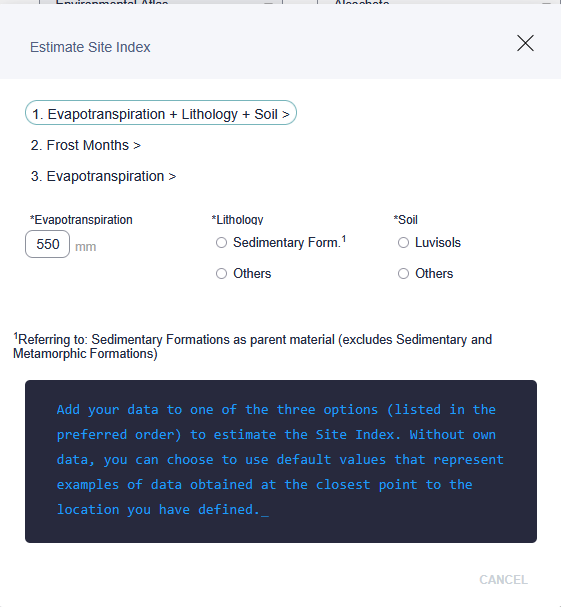 Environmental Atlas
Alcochete
Estimate Site Index
1. Evapotranspiration + Lithology + Soil >
2. Frost Months >
3. Evapotranspiration >
*Evapotranspiration
*Lithology
*Soil
550 mm
Sedimentary Form.1
Luvisols
Others
Others
1Referring to: Sedimentary Formations as parent material (excludes Sedimentary and
Metamorphic Formations)
Add your data to one of the three options (listed in the
preferred order) to estimate the Site Index. Without own
data, you can choose to use default values that represent
examples of data obtained at the closest point to the
location you have defined._
CANCEL